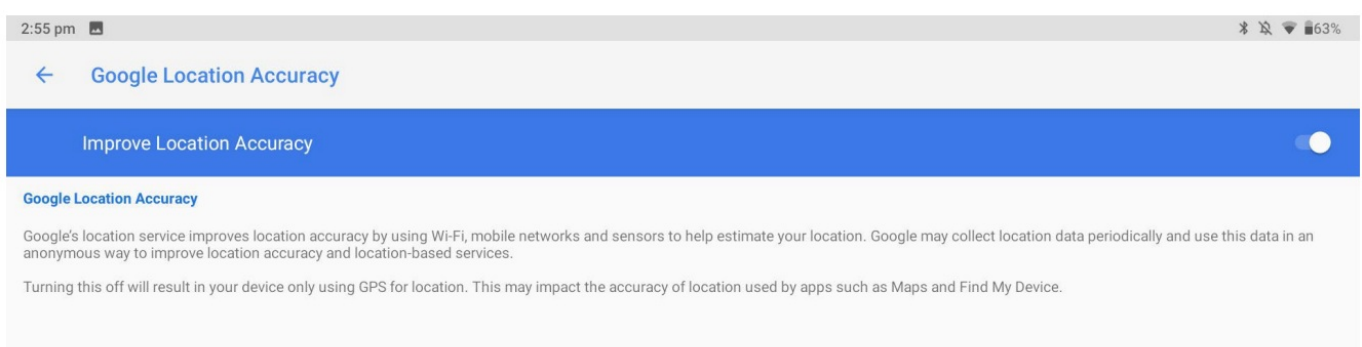 2:55 pm 63%
Google Location Accuracy
Improve Location Accuracy
Google Location Accuracy
Google's location service improves location accuracy by using Wi-Fi, mobile networks and sensors to help estimate your location. Google may collect location data periodically and use this data in an
anonymous way to improve location accuracy and location-based services.
Turning this off will result in your device only using GPS for location. This may impact the accuracy of location used by apps such as Maps and Find My Device.